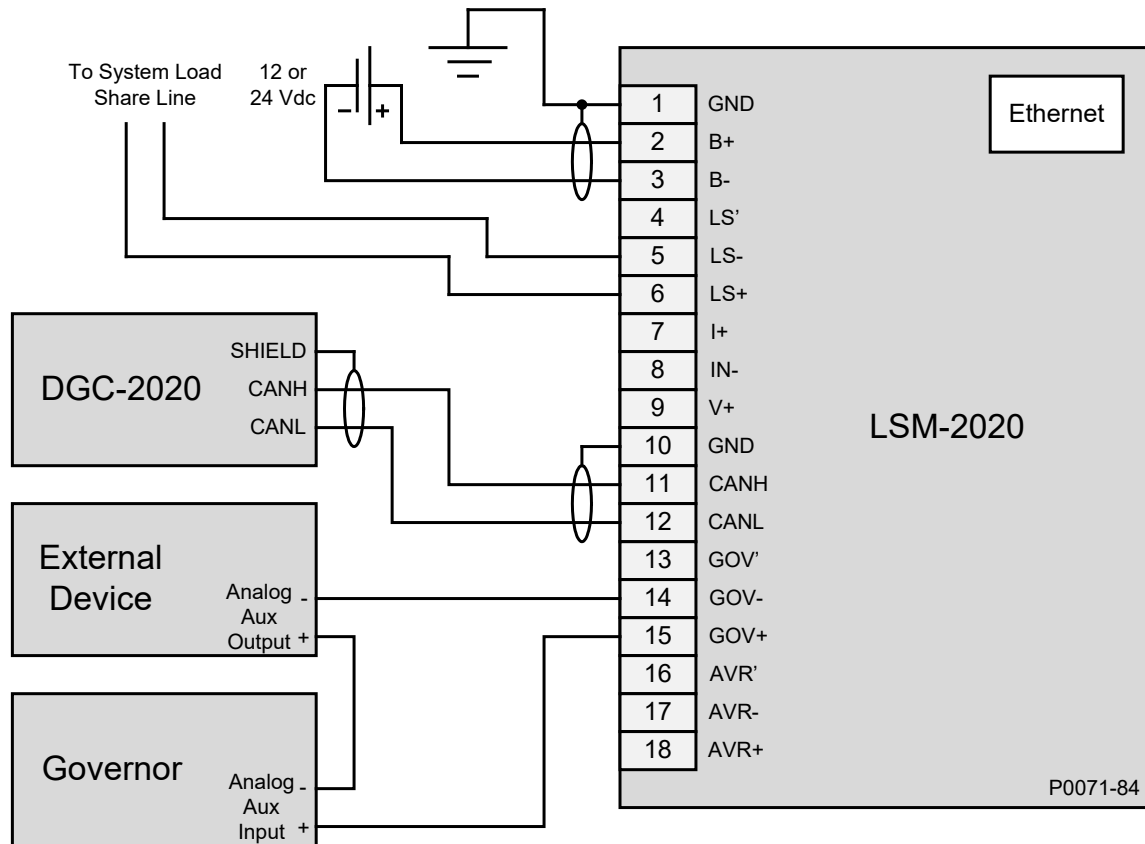 To System Load
Share Line
12 or
24 Vdc
- +
Ethernet
1 GND
2 B+
3 B-
4 LS’
5 LS-
6 LS+
7 I+
8 IN-
9 V+
10 GND
11 CANH
12 CANL
13 GOV’
14 GOV-
15 GOV+
16 AVR’
17 AVR-
18 AVR+
LSM-2020
P0071-84
DGC-2020
SHIELD
CANH
CANL
External
Device
Analog -
Aux
Output +
Governor
Analog -
Aux
Input +